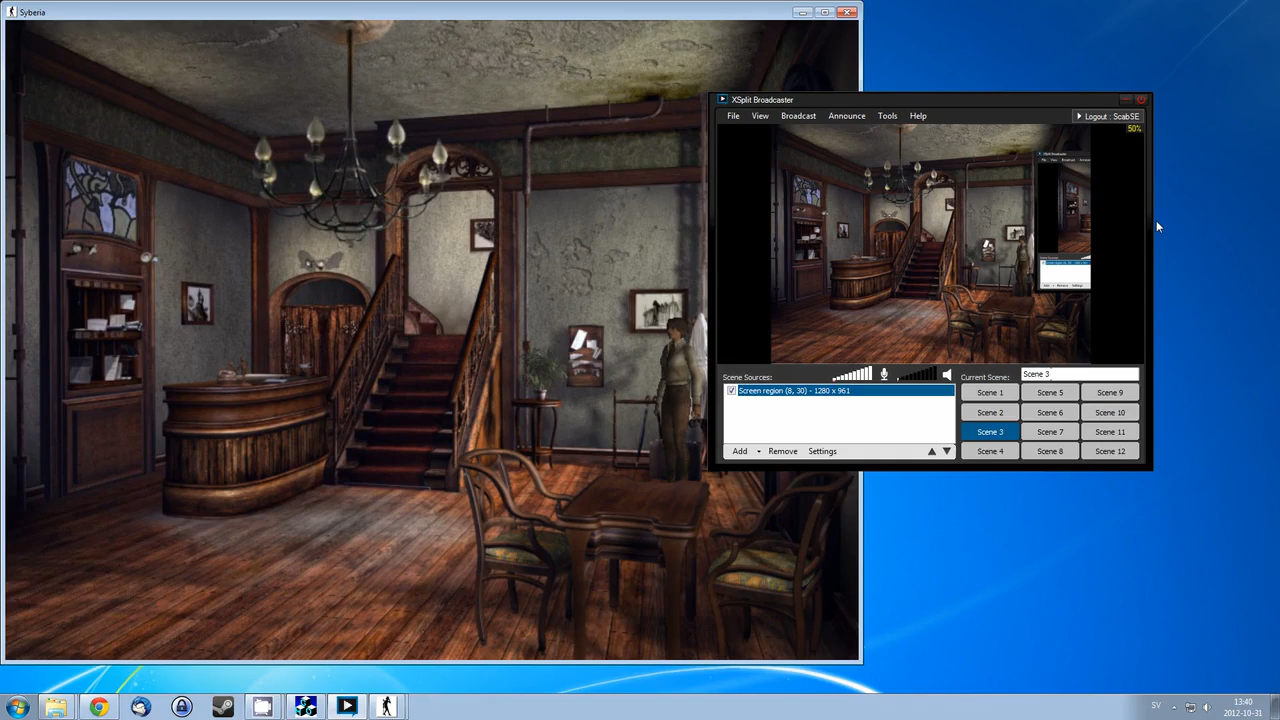 Syberia
XSplit Broadcaster
File View Broadcast Announce Tools Help Logout : ScabSE
50%
Scene Sources:
Current Scene: Scene 3
Screen region (8, 30) - 1280 x 961
Scene 1 Scene 5 Scene 9
Scene 2 Scene 6 Scene 10
Scene 3 Scene 7 Scene 11
Scene 4 Scene 8 Scene 12
Add Remove Settings
SV
13:40
2012-10-31